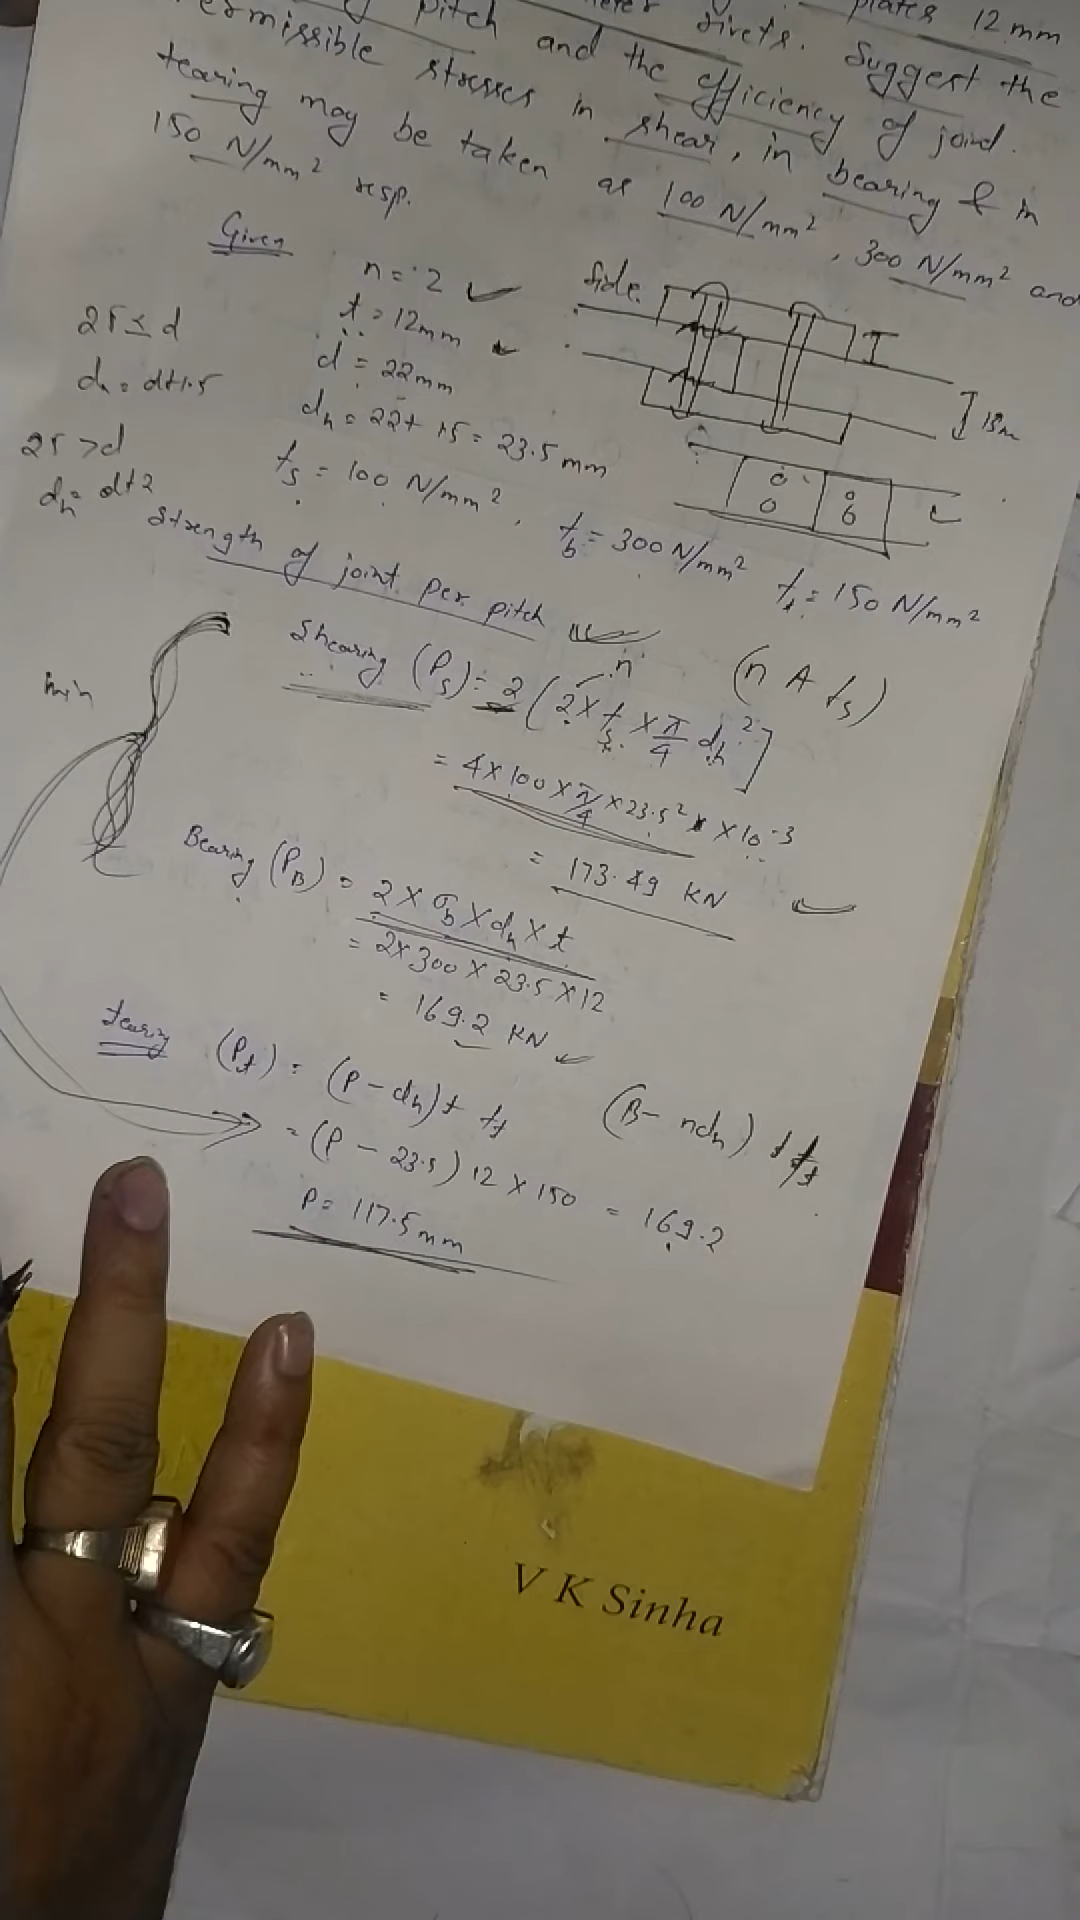 plates 12 mm
rivets. Suggest the
pitch and the efficiency of joint.
permissible stresses in shear, in bearing & in
tearing may be taken as 100 N/mm², 300 N/mm² and
150 N/mm² resp.
Given
n = 2
t = 12mm
d = 22mm
dh = 22 + 1.5 = 23.5 mm
fs = 100 N/mm², fb = 300 N/mm² ft = 150 N/mm²
25 ≤ d
dh = d+1.5
25 > d
dh = d+2
Side
Strength of joint per pitch
min
Shearing (Ps) = 2 (2 × fs × π/4 dh²]
n
(n A fs)
= 4 × 100 × π/4 × 23.5² × 10-3
= 173.49 KN
Bearing (PB) = 2 × σb × dh × t
= 2 × 300 × 23.5 × 12
= 169.2 KN
tearing (Pt) = (P - dh) t ft
(B - ndh) t ft
= (P - 23.5) 12 × 150 = 169.2
P = 117.5 mm
V K Sinha